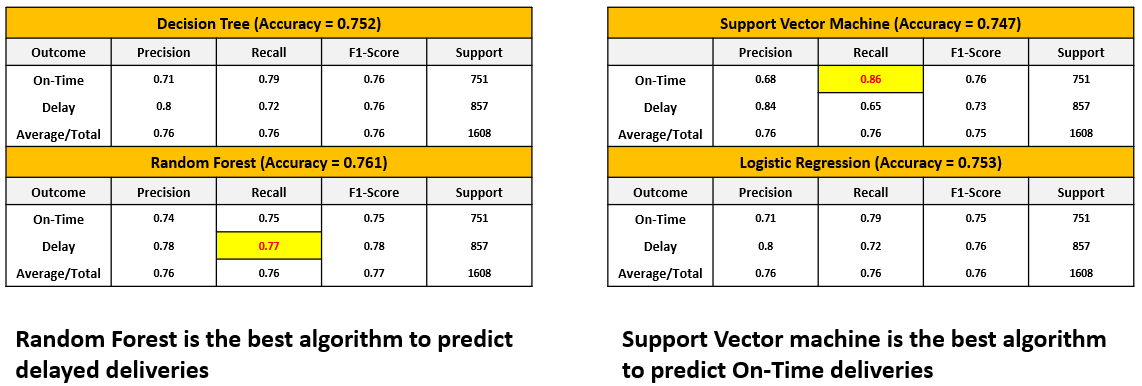 Decision Tree (Accuracy = 0.752)
Outcome Precision Recall F1-Score Support
On-Time 0.71 0.79 0.76 751
Delay 0.8 0.72 0.76 857
Average/Total 0.76 0.76 0.76 1608
Random Forest (Accuracy = 0.761)
Outcome Precision Recall F1-Score Support
On-Time 0.74 0.75 0.75 751
Delay 0.78 0.77 0.78 857
Average/Total 0.76 0.76 0.77 1608
Random Forest is the best algorithm to predict
delayed deliveries
Support Vector Machine (Accuracy = 0.747)
Precision Recall F1-Score Support
On-Time 0.68 0.86 0.76 751
Delay 0.84 0.65 0.73 857
Average/Total 0.76 0.76 0.75 1608
Logistic Regression (Accuracy = 0.753)
Outcome Precision Recall F1-Score Support
On-Time 0.71 0.79 0.75 751
Delay 0.8 0.72 0.76 857
Average/Total 0.76 0.76 0.76 1608
Support Vector machine is the best algorithm
to predict On-Time deliveries